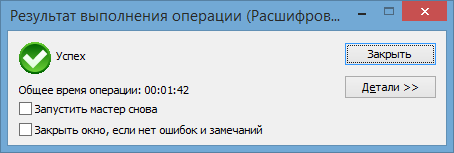 Результат выполнения операции (Расшифров...
Успех
Закрыть
Общее время операции: 00:01:42
Детали >>
Запустить мастер снова
Закрыть окно, если нет ошибок и замечаний